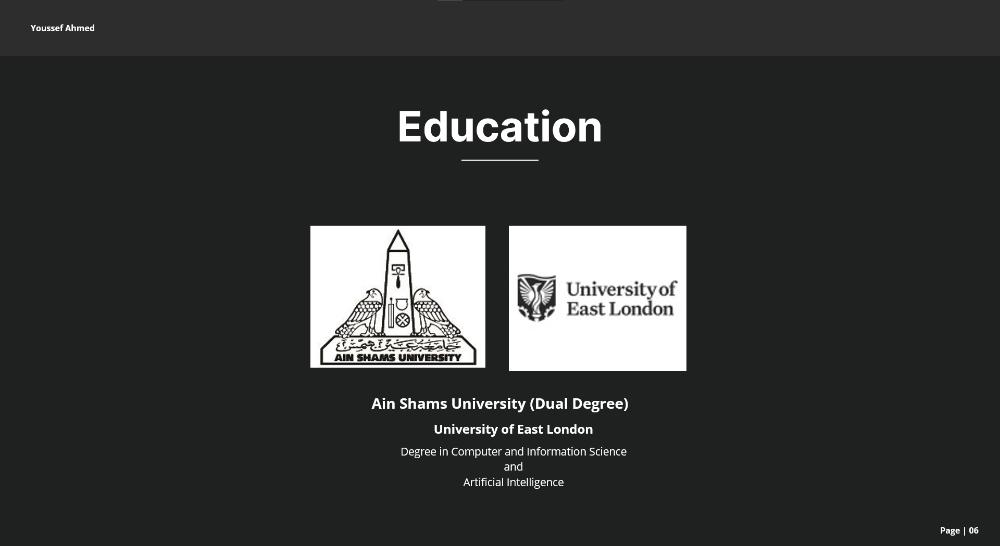 Youssef Ahmed
Education
جامعة عين شمس
AIN SHAMS UNIVERSITY
University of
East London
Ain Shams University (Dual Degree)
University of East London
Degree in Computer and Information Science
and
Artificial Intelligence
Page | 06